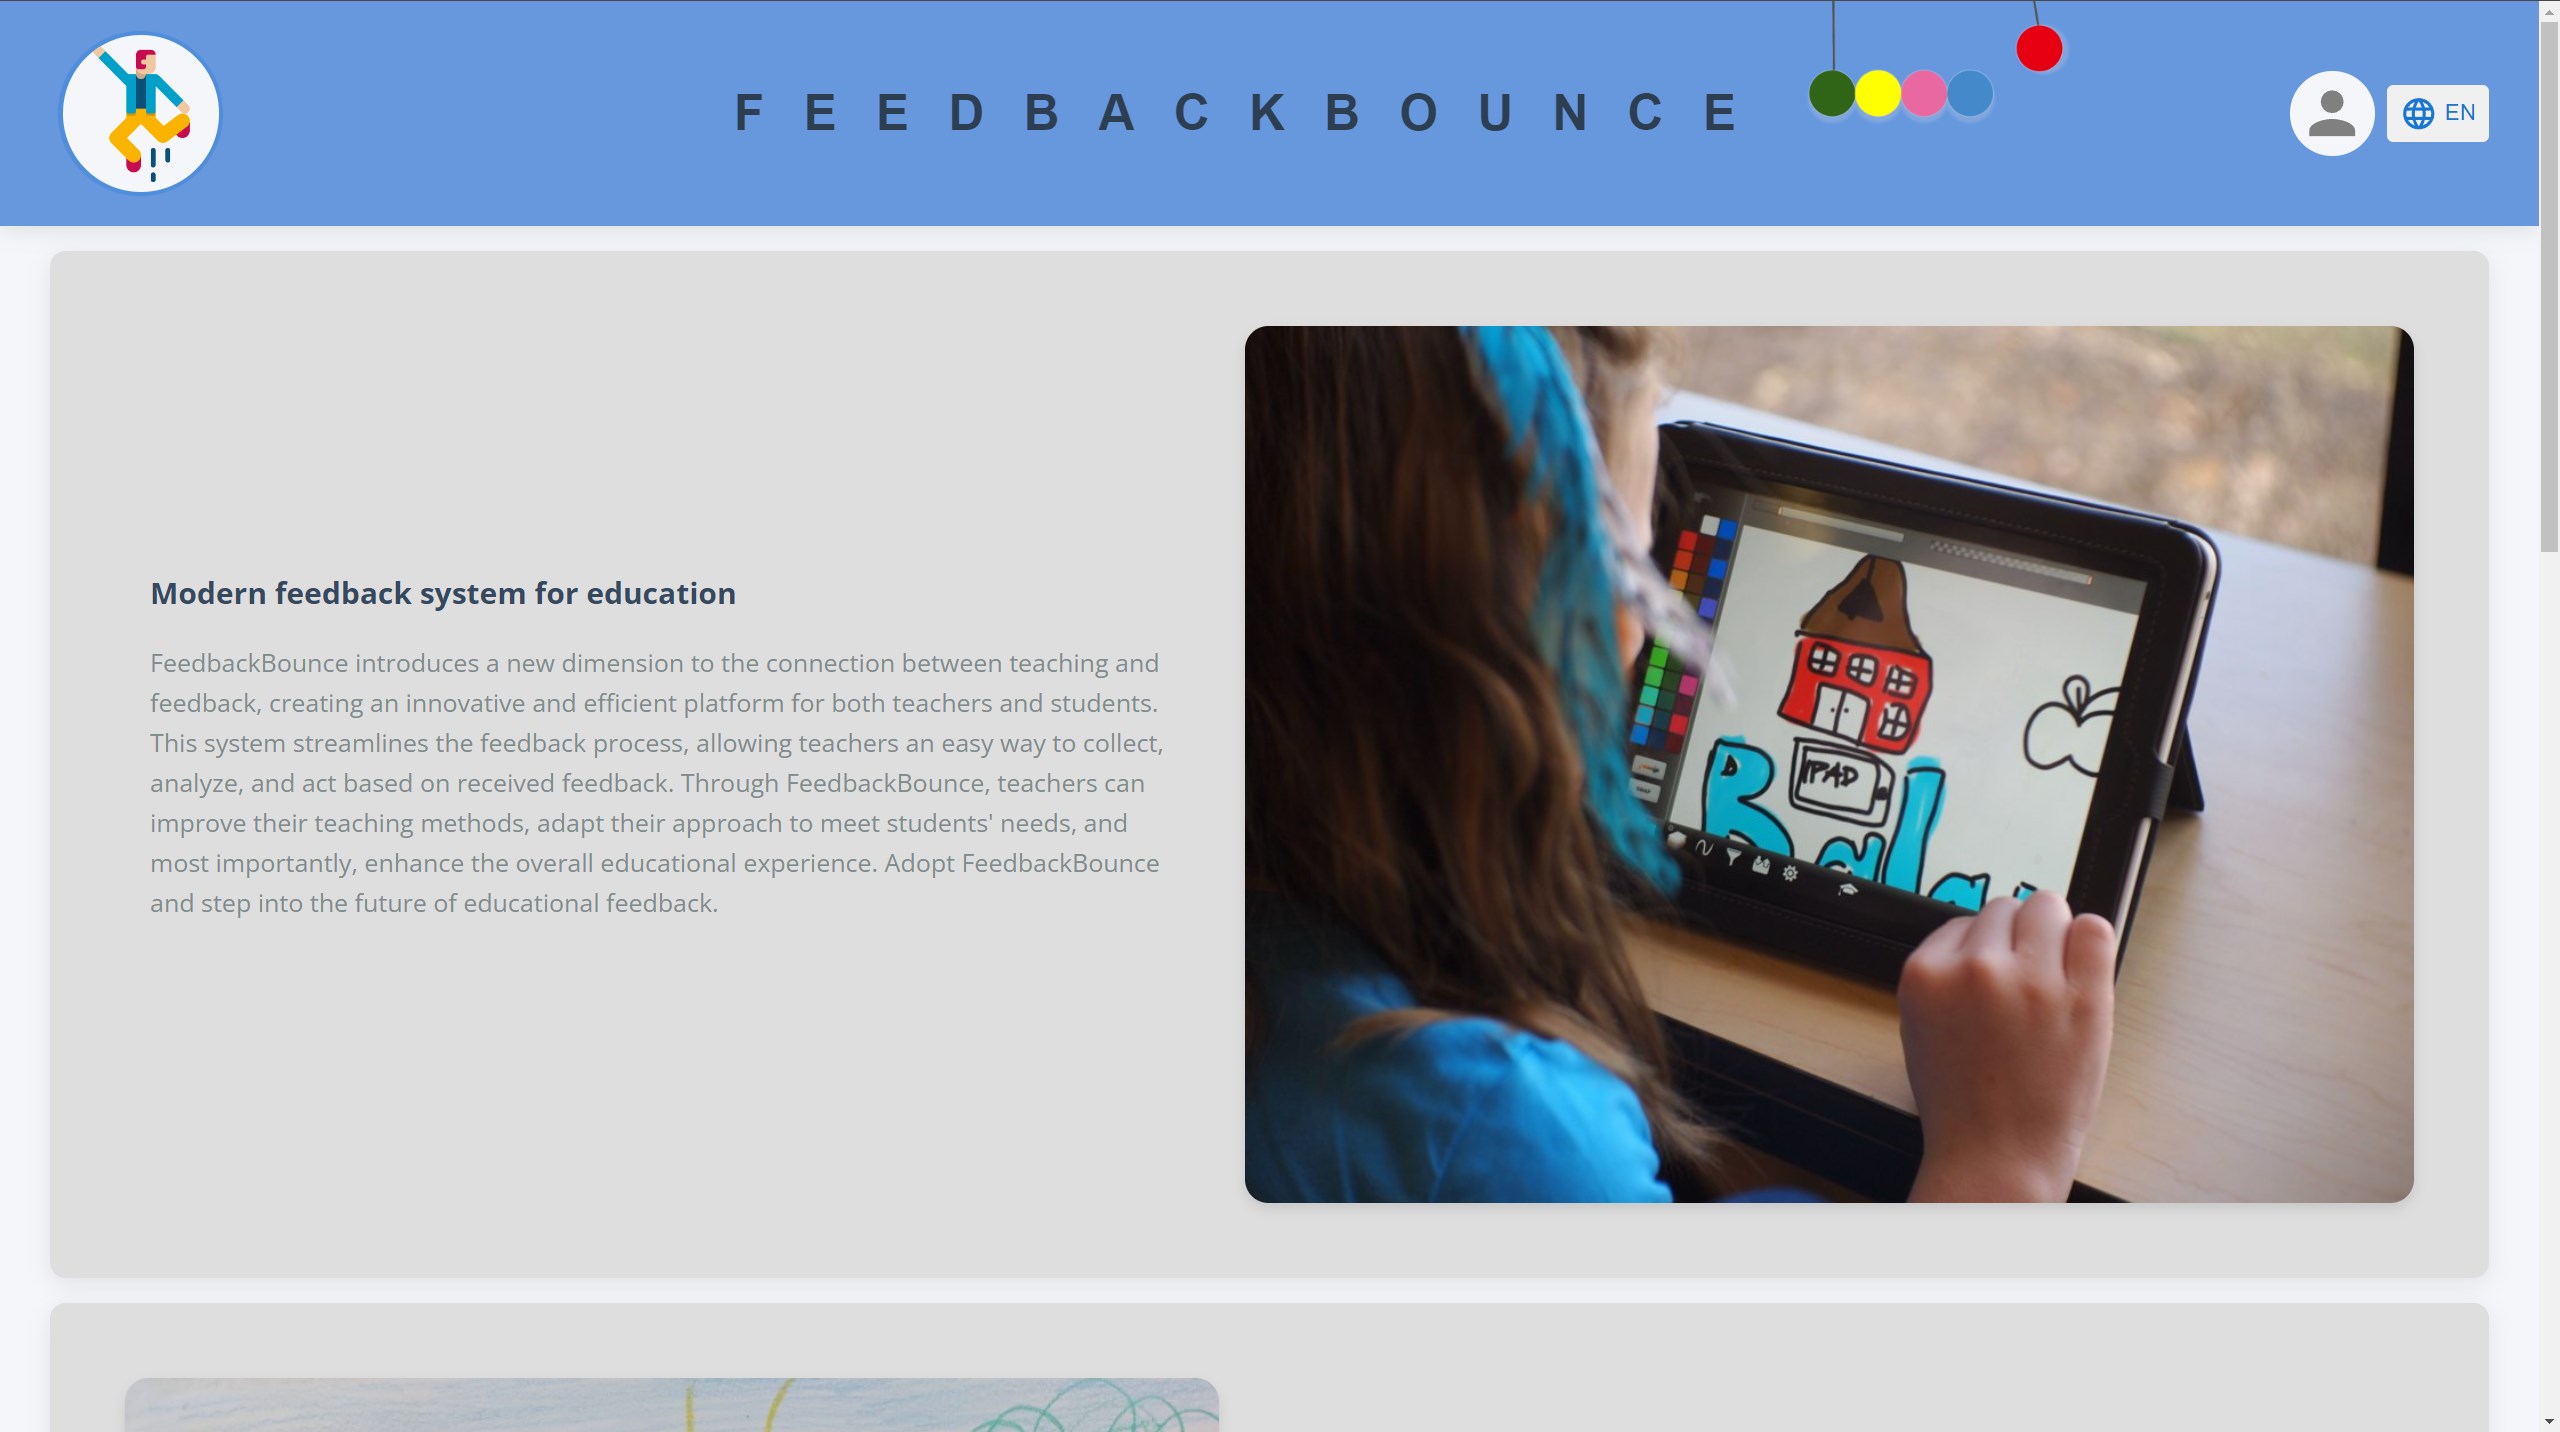 F E E D B A C K B O U N C E
EN
Modern feedback system for education
FeedbackBounce introduces a new dimension to the connection between teaching and
feedback, creating an innovative and efficient platform for both teachers and students.
This system streamlines the feedback process, allowing teachers an easy way to collect,
analyze, and act based on received feedback. Through FeedbackBounce, teachers can
improve their teaching methods, adapt their approach to meet students' needs, and
most importantly, enhance the overall educational experience. Adopt FeedbackBounce
and step into the future of educational feedback.
IPAD